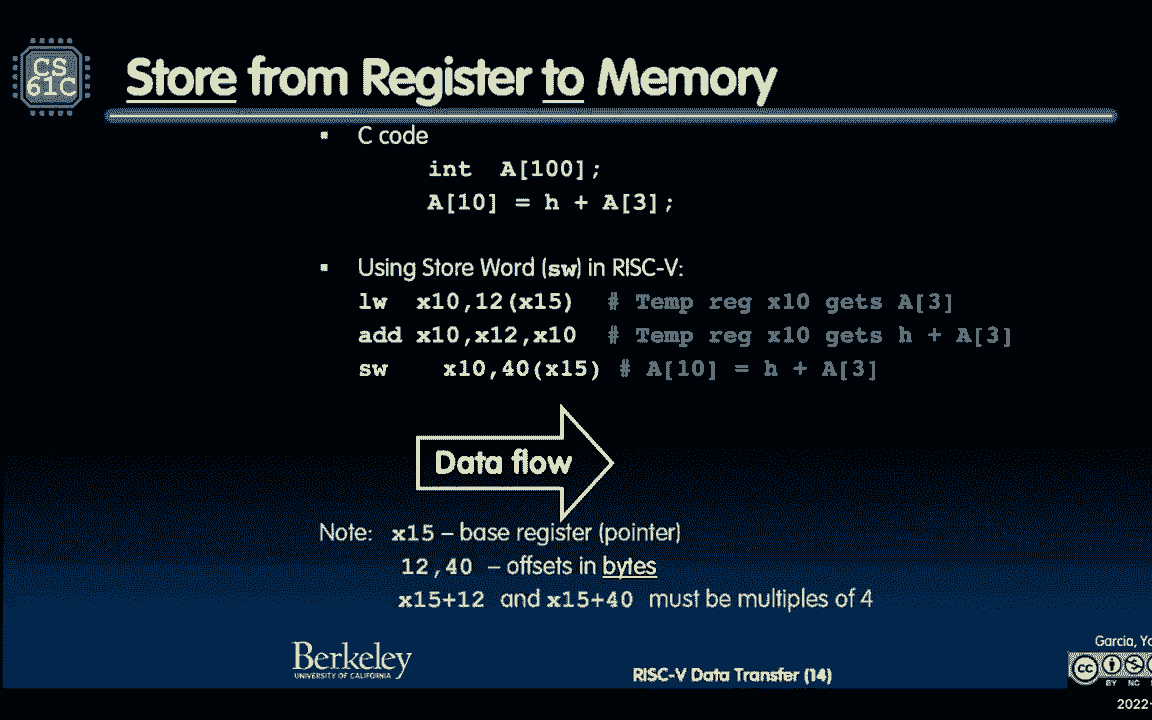 CS
61C
Store from Register to Memory
▪ C code
int A[100];
A[10] = h + A[3];
▪ Using Store Word (sw) in RISC-V:
lw x10,12(x15) # Temp reg x10 gets A[3]
add x10,x12,x10 # Temp reg x10 gets h + A[3]
sw x10,40(x15) # A[10] = h + A[3]
Data flow
Note: x15 – base register (pointer)
12,40 – offsets in bytes
x15+12 and x15+40 must be multiples of 4
Berkeley
UNIVERSITY OF CALIFORNIA
RISC-V Data Transfer (14)
Garcia,
cc
BY NC
2022-